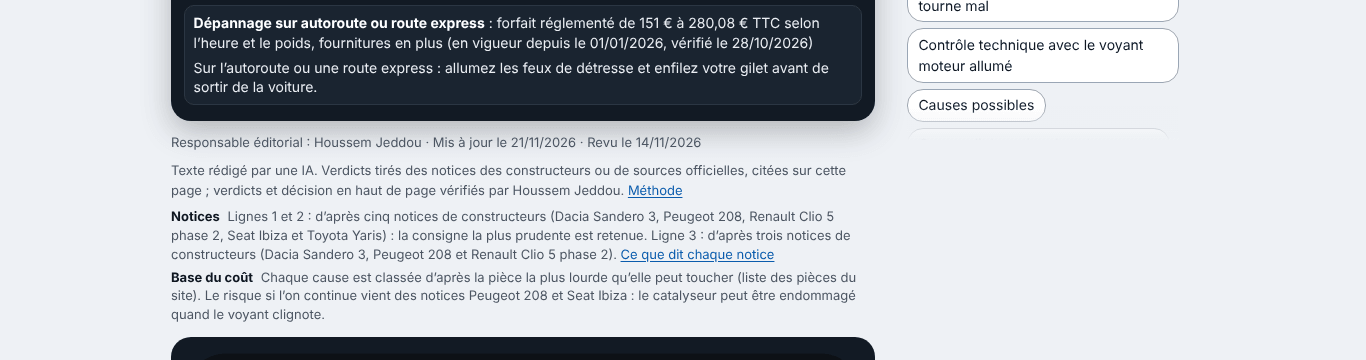 Dépannage sur autoroute ou route express : forfait réglementé de 151 € à 280,08 € TTC selon
l’heure et le poids, fournitures en plus (en vigueur depuis le 01/01/2026, vérifié le 28/10/2026)
Sur l’autoroute ou une route express : allumez les feux de détresse et enfilez votre gilet avant de
sortir de la voiture.
Responsable éditorial : Houssem Jeddou · Mis à jour le 21/11/2026 · Revu le 14/11/2026
Texte rédigé par une IA. Verdicts tirés des notices des constructeurs ou de sources officielles, citées sur cette
page ; verdicts et décision en haut de page vérifiés par Houssem Jeddou. Méthode
Notices Lignes 1 et 2 : d’après cinq notices de constructeurs (Dacia Sandero 3, Peugeot 208, Renault Clio 5
phase 2, Seat Ibiza et Toyota Yaris) : la consigne la plus prudente est retenue. Ligne 3 : d’après trois notices de
constructeurs (Dacia Sandero 3, Peugeot 208 et Renault Clio 5 phase 2). Ce que dit chaque notice
Base du coût Chaque cause est classée d’après la pièce la plus lourde qu’elle peut toucher (liste des pièces du
site). Le risque si l’on continue vient des notices Peugeot 208 et Seat Ibiza : le catalyseur peut être endommagé
quand le voyant clignote.
tourne mal
Contrôle technique avec le voyant
moteur allumé
Causes possibles